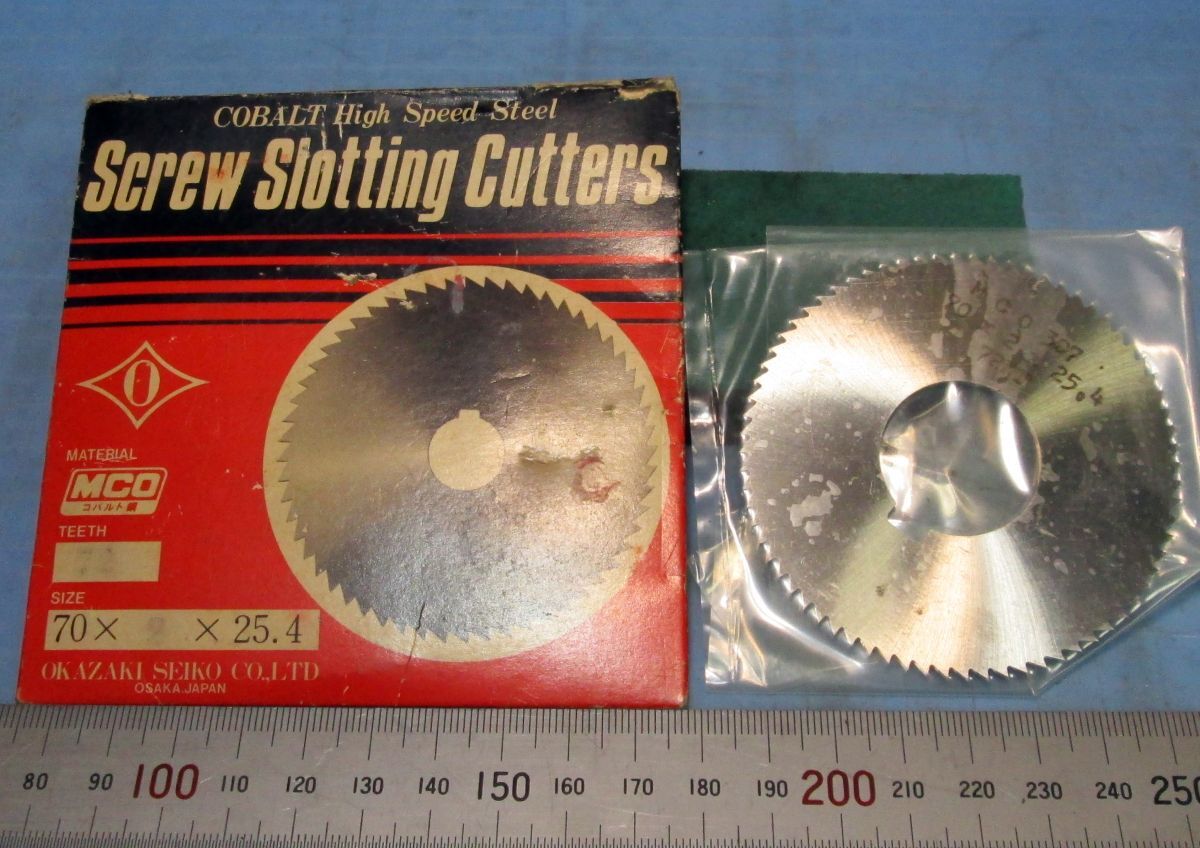 COBALT High Speed Steel
Screw Slotting Cutters
O
MATERIAL
MCO
コバルト鋼
TEETH
SIZE
70 × 2 × 25.4
OKAZAKI SEIKO CO.,LTD
OSAKA.JAPAN
25.4
80 90 100 110 120 130 140 150 160 170 180 190 200 210 220 230 240 250